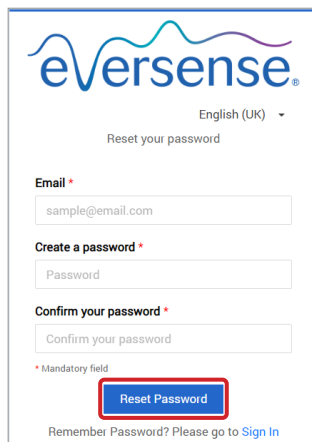 eversense®
English (UK)
Reset your password
Email *
sample@email.com
Create a password *
Password
Confirm your password *
Confirm your password
* Mandatory field
Reset Password
Remember Password? Please go to Sign In